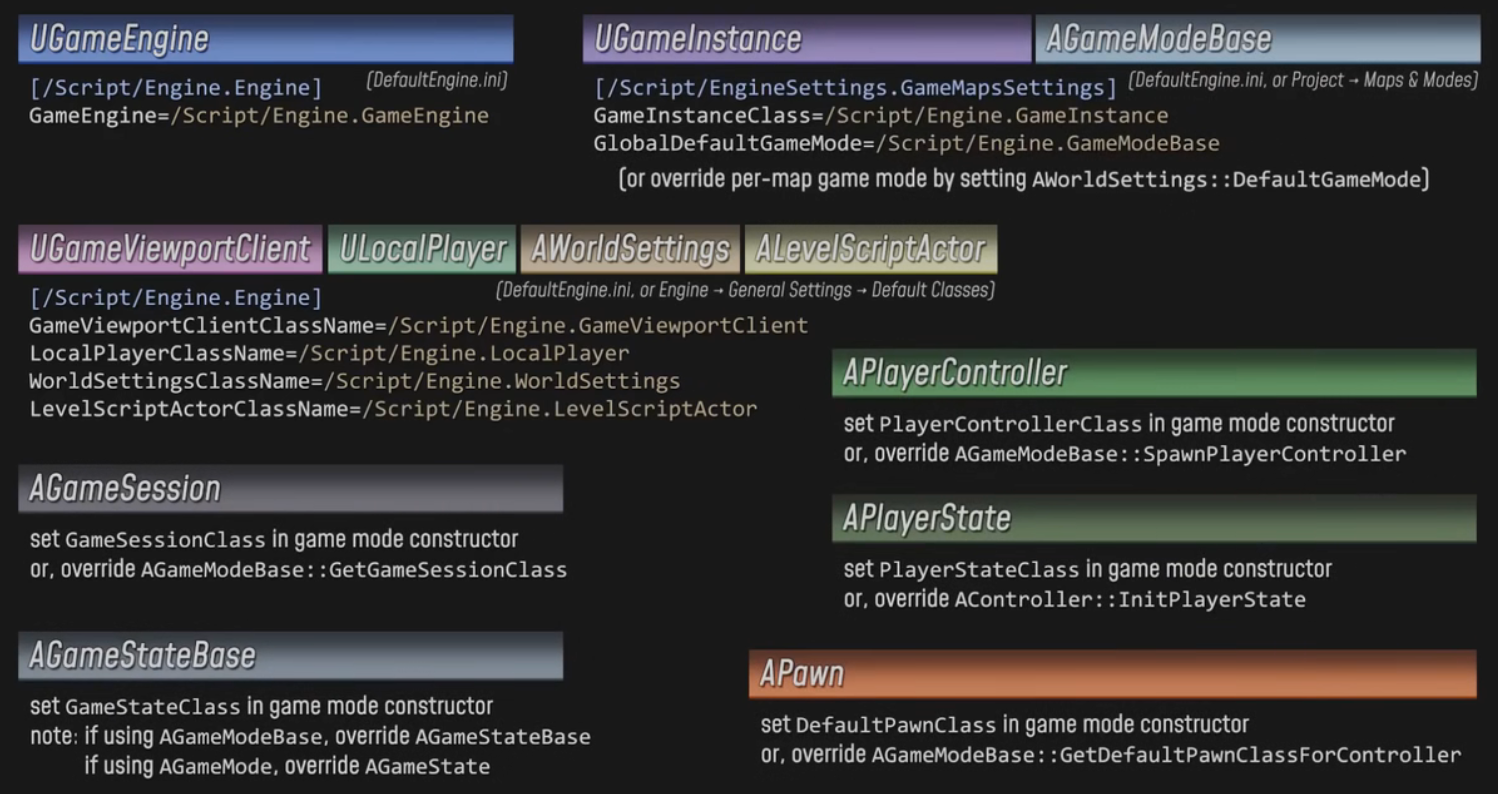 UGameEngine
[/Script/Engine.Engine] (DefaultEngine.ini)
GameEngine=/Script/Engine.GameEngine
UGameInstance AGameModeBase
[/Script/EngineSettings.GameMapsSettings] (DefaultEngine.ini, or Project → Maps & Modes)
GameInstanceClass=/Script/Engine.GameInstance
GlobalDefaultGameMode=/Script/Engine.GameModeBase
(or override per-map game mode by setting AWorldSettings::DefaultGameMode)
UGameViewportClient ULocalPlayer AWorldSettings ALevelScriptActor
[/Script/Engine.Engine] (DefaultEngine.ini, or Engine → General Settings → Default Classes)
GameViewportClientClassName=/Script/Engine.GameViewportClient
LocalPlayerClassName=/Script/Engine.LocalPlayer
WorldSettingsClassName=/Script/Engine.WorldSettings
LevelScriptActorClassName=/Script/Engine.LevelScriptActor
AGameSession
set GameSessionClass in game mode constructor
or, override AGameModeBase::GetGameSessionClass
AGameStateBase
set GameStateClass in game mode constructor
note: if using AGameModeBase, override AGameStateBase
if using AGameMode, override AGameState
APlayerController
set PlayerControllerClass in game mode constructor
or, override AGameModeBase::SpawnPlayerController
APlayerState
set PlayerStateClass in game mode constructor
or, override AController::InitPlayerState
APawn
set DefaultPawnClass in game mode constructor
or, override AGameModeBase::GetDefaultPawnClassForController